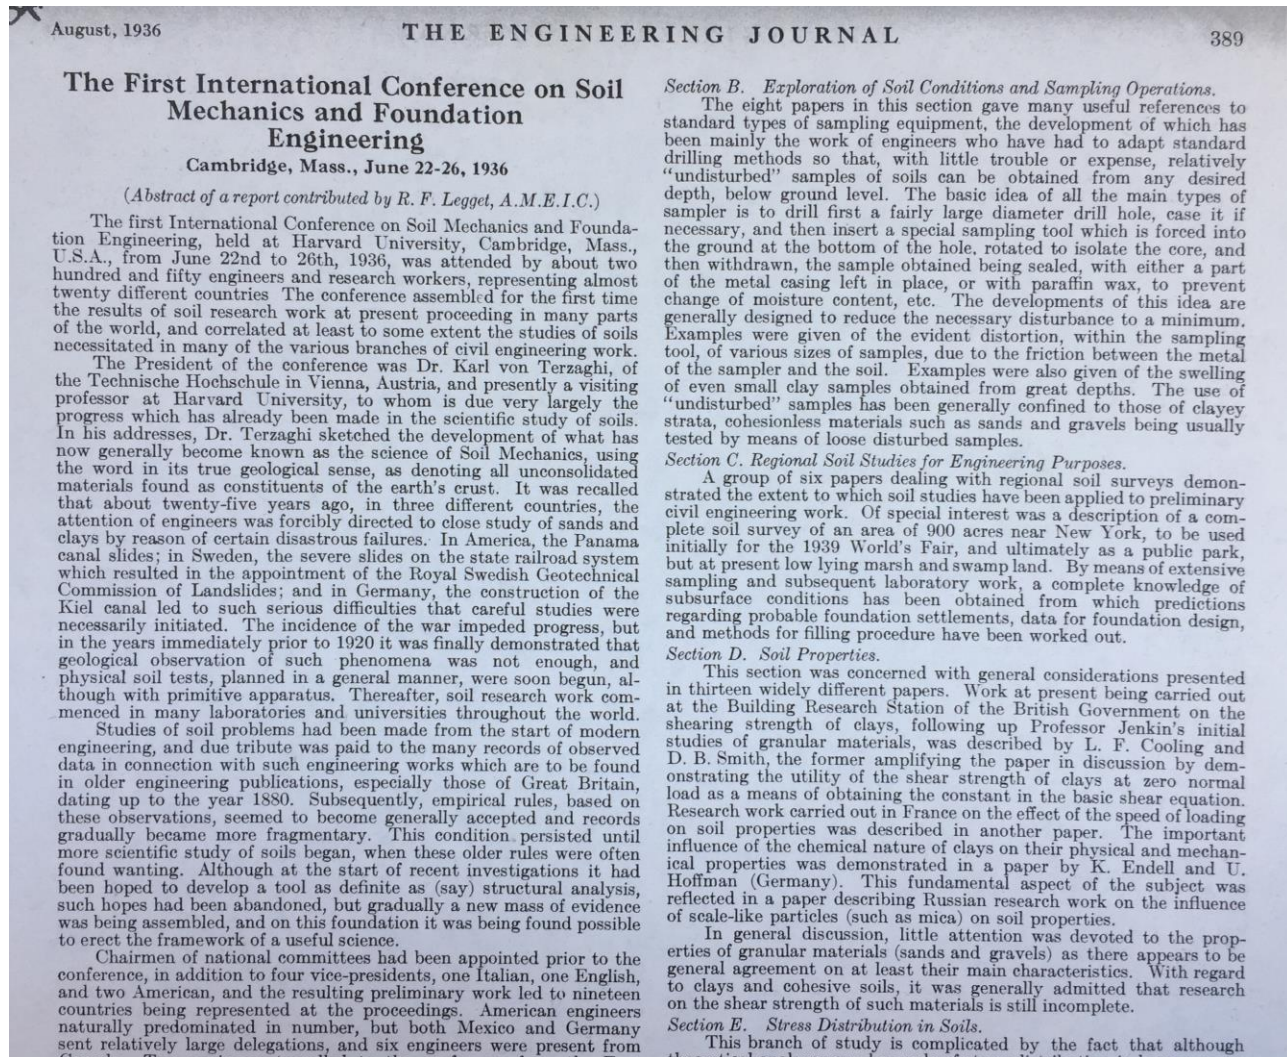 August, 1936
THE ENGINEERING JOURNAL
389
The First International Conference on Soil
Mechanics and Foundation
Engineering
Cambridge, Mass., June 22-26, 1936
(Abstract of a report contributed by R. F. Legget, A.M.E.I.C.)
The first International Conference on Soil Mechanics and Founda-
tion Engineering, held at Harvard University, Cambridge, Mass.,
U.S.A., from June 22nd to 26th, 1936, was attended by about two
hundred and fifty engineers and research workers, representing almost
twenty different countries The conference assembled for the first time
the results of soil research work at present proceeding in many parts
of the world, and correlated at least to some extent the studies of soils
necessitated in many of the various branches of civil engineering work.
The President of the conference was Dr. Karl von Terzaghi, of
the Technische Hochschule in Vienna, Austria, and presently a visiting
professor at Harvard University, to whom is due very largely the
progress which has already been made in the scientific study of soils.
In his addresses, Dr. Terzaghi sketched the development of what has
now generally become known as the science of Soil Mechanics, using
the word in its true geological sense, as denoting all unconsolidated
materials found as constituents of the earth's crust. It was recalled
that about twenty-five years ago, in three different countries, the
attention of engineers was forcibly directed to close study of sands and
clays by reason of certain disastrous failures. In America, the Panama
canal slides; in Sweden, the severe slides on the state railroad system
which resulted in the appointment of the Royal Swedish Geotechnical
Commission of Landslides; and in Germany, the construction of the
Kiel canal led to such serious difficulties that careful studies were
necessarily initiated. The incidence of the war impeded progress, but
in the years immediately prior to 1920 it was finally demonstrated that
geological observation of such phenomena was not enough, and
physical soil tests, planned in a general manner, were soon begun, al-
though with primitive apparatus. Thereafter, soil research work com-
menced in many laboratories and universities throughout the world.
Studies of soil problems had been made from the start of modern
engineering, and due tribute was paid to the many records of observed
data in connection with such engineering works which are to be found
in older engineering publications, especially those of Great Britain,
dating up to the year 1880. Subsequently, empirical rules, based on
these observations, seemed to become generally accepted and records
gradually became more fragmentary. This condition persisted until
more scientific study of soils began, when these older rules were often
found wanting. Although at the start of recent investigations it had
been hoped to develop a tool as definite as (say) structural analysis,
such hopes had been abandoned, but gradually a new mass of evidence
was being assembled, and on this foundation it was being found possible
to erect the framework of a useful science.
Chairmen of national committees had been appointed prior to the
conference, in addition to four vice-presidents, one Italian, one English,
and two American, and the resulting preliminary work led to nineteen
countries being represented at the proceedings. American engineers
naturally predominated in number, but both Mexico and Germany
sent relatively large delegations, and six engineers were present from
Section B. Exploration of Soil Conditions and Sampling Operations.
The eight papers in this section gave many useful references to
standard types of sampling equipment, the development of which has
been mainly the work of engineers who have had to adapt standard
drilling methods so that, with little trouble or expense, relatively
"undisturbed" samples of soils can be obtained from any desired
depth, below ground level. The basic idea of all the main types of
sampler is to drill first a fairly large diameter drill hole, case it if
necessary, and then insert a special sampling tool which is forced into
the ground at the bottom of the hole, rotated to isolate the core, and
then withdrawn, the sample obtained being sealed, with either a part
of the metal casing left in place, or with paraffin wax, to prevent
change of moisture content, etc. The developments of this idea are
generally designed to reduce the necessary disturbance to a minimum.
Examples were given of the evident distortion, within the sampling
tool, of various sizes of samples, due to the friction between the metal
of the sampler and the soil. Examples were also given of the swelling
of even small clay samples obtained from great depths. The use of
"undisturbed" samples has been generally confined to those of clayey
strata, cohesionless materials such as sands and gravels being usually
tested by means of loose disturbed samples.
Section C. Regional Soil Studies for Engineering Purposes.
A group of six papers dealing with regional soil surveys demon-
strated the extent to which soil studies have been applied to preliminary
civil engineering work. Of special interest was a description of a com-
plete soil survey of an area of 900 acres near New York, to be used
initially for the 1939 World's Fair, and ultimately as a public park,
but at present low lying marsh and swamp land. By means of extensive
sampling and subsequent laboratory work, a complete knowledge of
subsurface conditions has been obtained from which predictions
regarding probable foundation settlements, data for foundation design,
and methods for filling procedure have been worked out.
Section D. Soil Properties.
This section was concerned with general considerations presented
in thirteen widely different papers. Work at present being carried out
at the Building Research Station of the British Government on the
shearing strength of clays, following up Professor Jenkin's initial
studies of granular materials, was described by L. F. Cooling and
D. B. Smith, the former amplifying the paper in discussion by dem-
onstrating the utility of the shear strength of clays at zero normal
load as a means of obtaining the constant in the basic shear equation.
Research work carried out in France on the effect of the speed of loading
on soil properties was described in another paper. The important
influence of the chemical nature of clays on their physical and mechan-
ical properties was demonstrated in a paper by K. Endell and U.
Hoffman (Germany). This fundamental aspect of the subject was
reflected in a paper describing Russian research work on the influence
of scale-like particles (such as mica) on soil properties.
In general discussion, little attention was devoted to the prop-
erties of granular materials (sands and gravels) as there appears to be
general agreement on at least their main characteristics. With regard
to clays and cohesive soils, it was generally admitted that research
on the shear strength of such materials is still incomplete.
Section E. Stress Distribution in Soils.
This branch of study is complicated by the fact that although